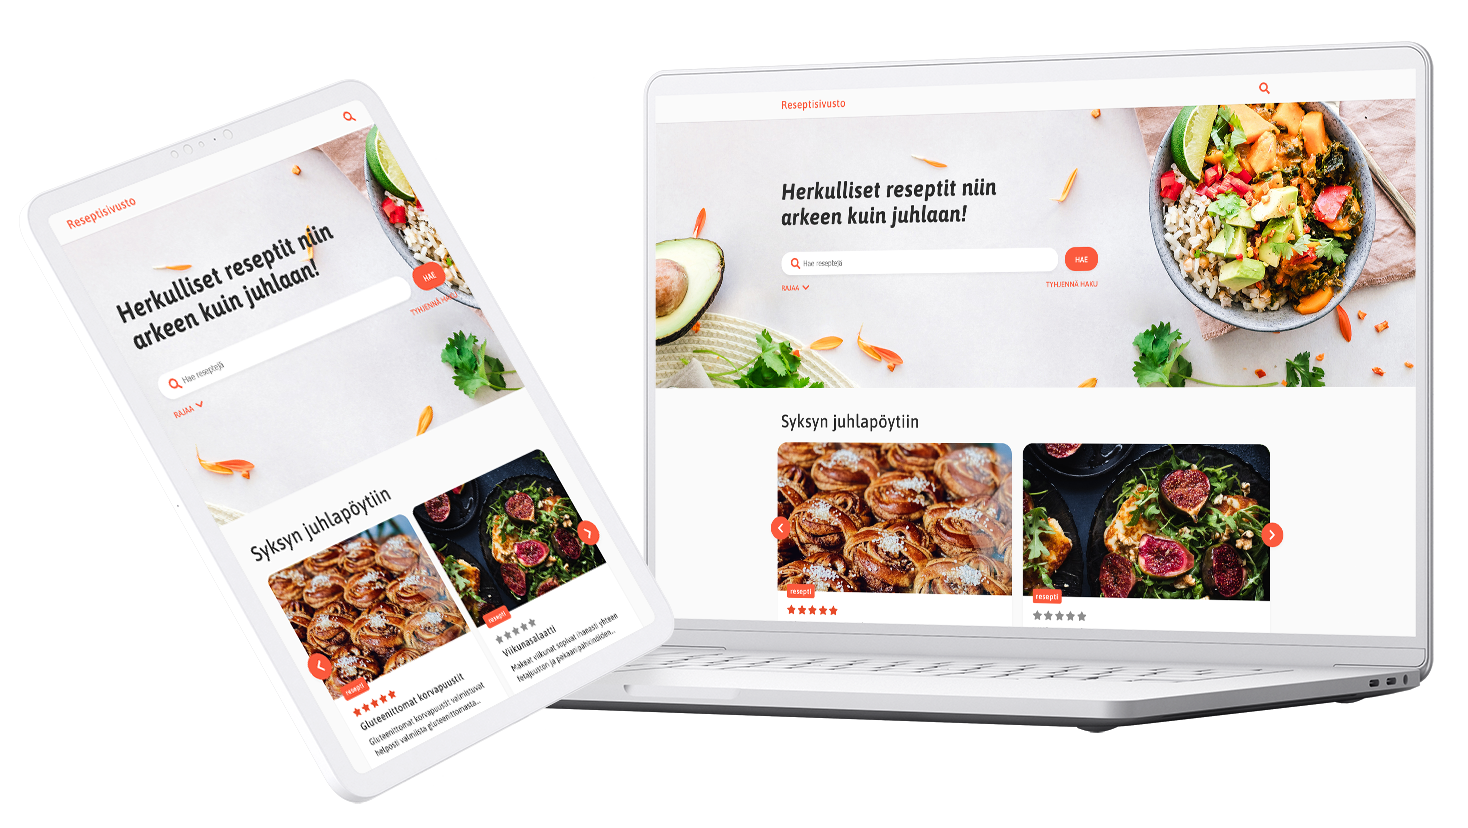 Reseptisivusto
Herkulliset reseptit niin
arkeen kuin juhlaan!
Hae reseptejä
HAE
RAJAA
TYHJENNÄ HAKU
Syksyn juhlapöytiin
resepti
Gluteenittomat korvapuustit
Gluteenittomat korvapuustit valmistuvat
helposti valmiista gluteenittomasta...
resepti
Viikunasalaatti
Makeat viikunat sopivat ihanasti yhteen
fetajuuston ja pekaanipähkinöiden...
Reseptisivusto
Herkulliset reseptit niin
arkeen kuin juhlaan!
Hae reseptejä
HAE
RAJAA
TYHJENNÄ HAKU
Syksyn juhlapöytiin
resepti
resepti